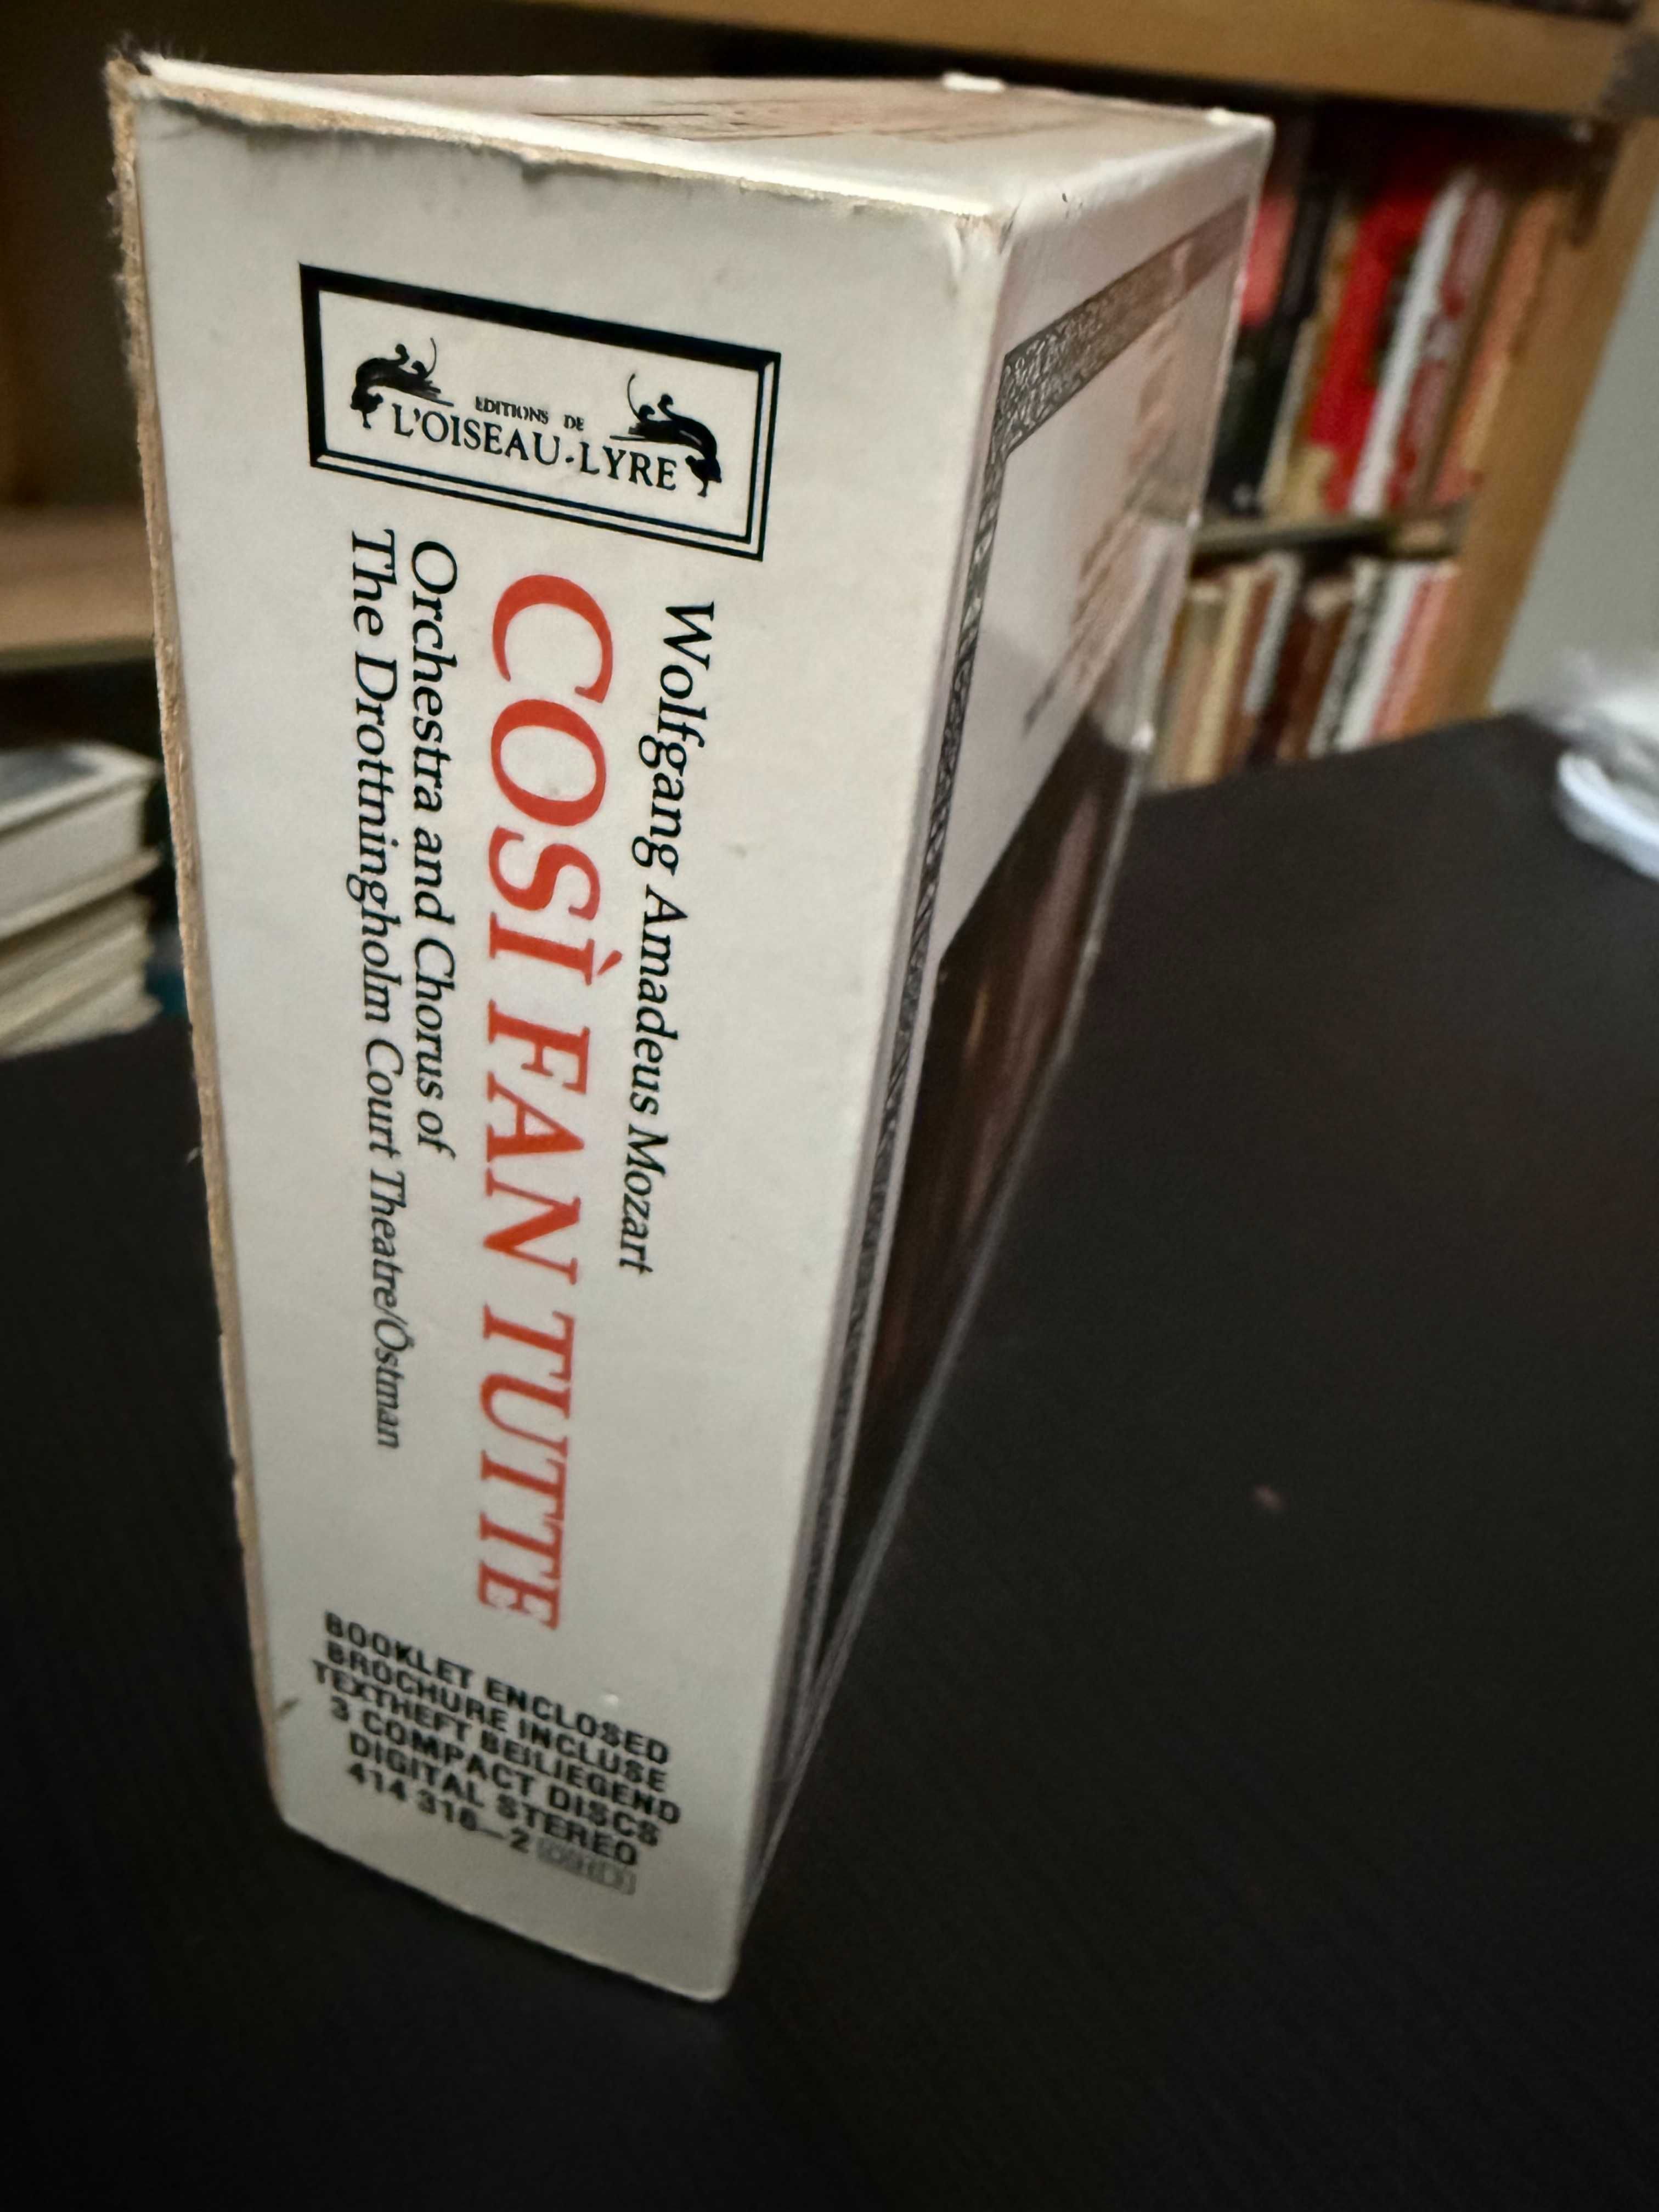 EDITIONS DE
L'OISEAU-LYRE
Wolfgang Amadeus Mozart
COSÌ FAN TUTTE
Orchestra and Chorus of
The Drottningholm Court Theatre/Östman
BOOKLET ENCLOSED
BROCHURE INCLUSE
TEXTHEFT BEILIEGEND
3 COMPACT DISCS
DIGITAL STEREO
414 316-2